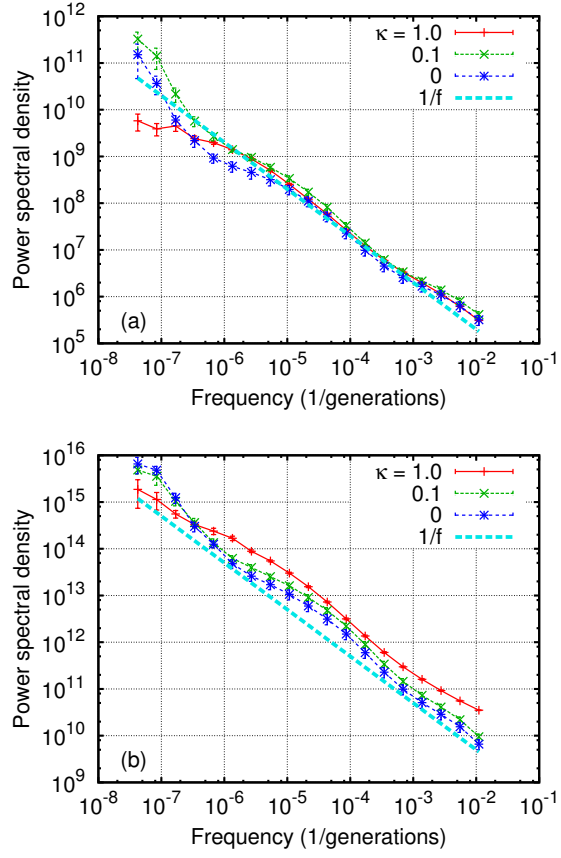 10^12
10^11
10^10
10^9
10^8
10^7
10^6
10^5
Power spectral density
κ = 1.0
0.1
0
1/f
(a)
10^-8 10^-7 10^-6 10^-5 10^-4 10^-3 10^-2 10^-1
Frequency (1/generations)
10^16
10^15
10^14
10^13
10^12
10^11
10^10
10^9
Power spectral density
κ = 1.0
0.1
0
1/f
(b)
10^-8 10^-7 10^-6 10^-5 10^-4 10^-3 10^-2 10^-1
Frequency (1/generations)